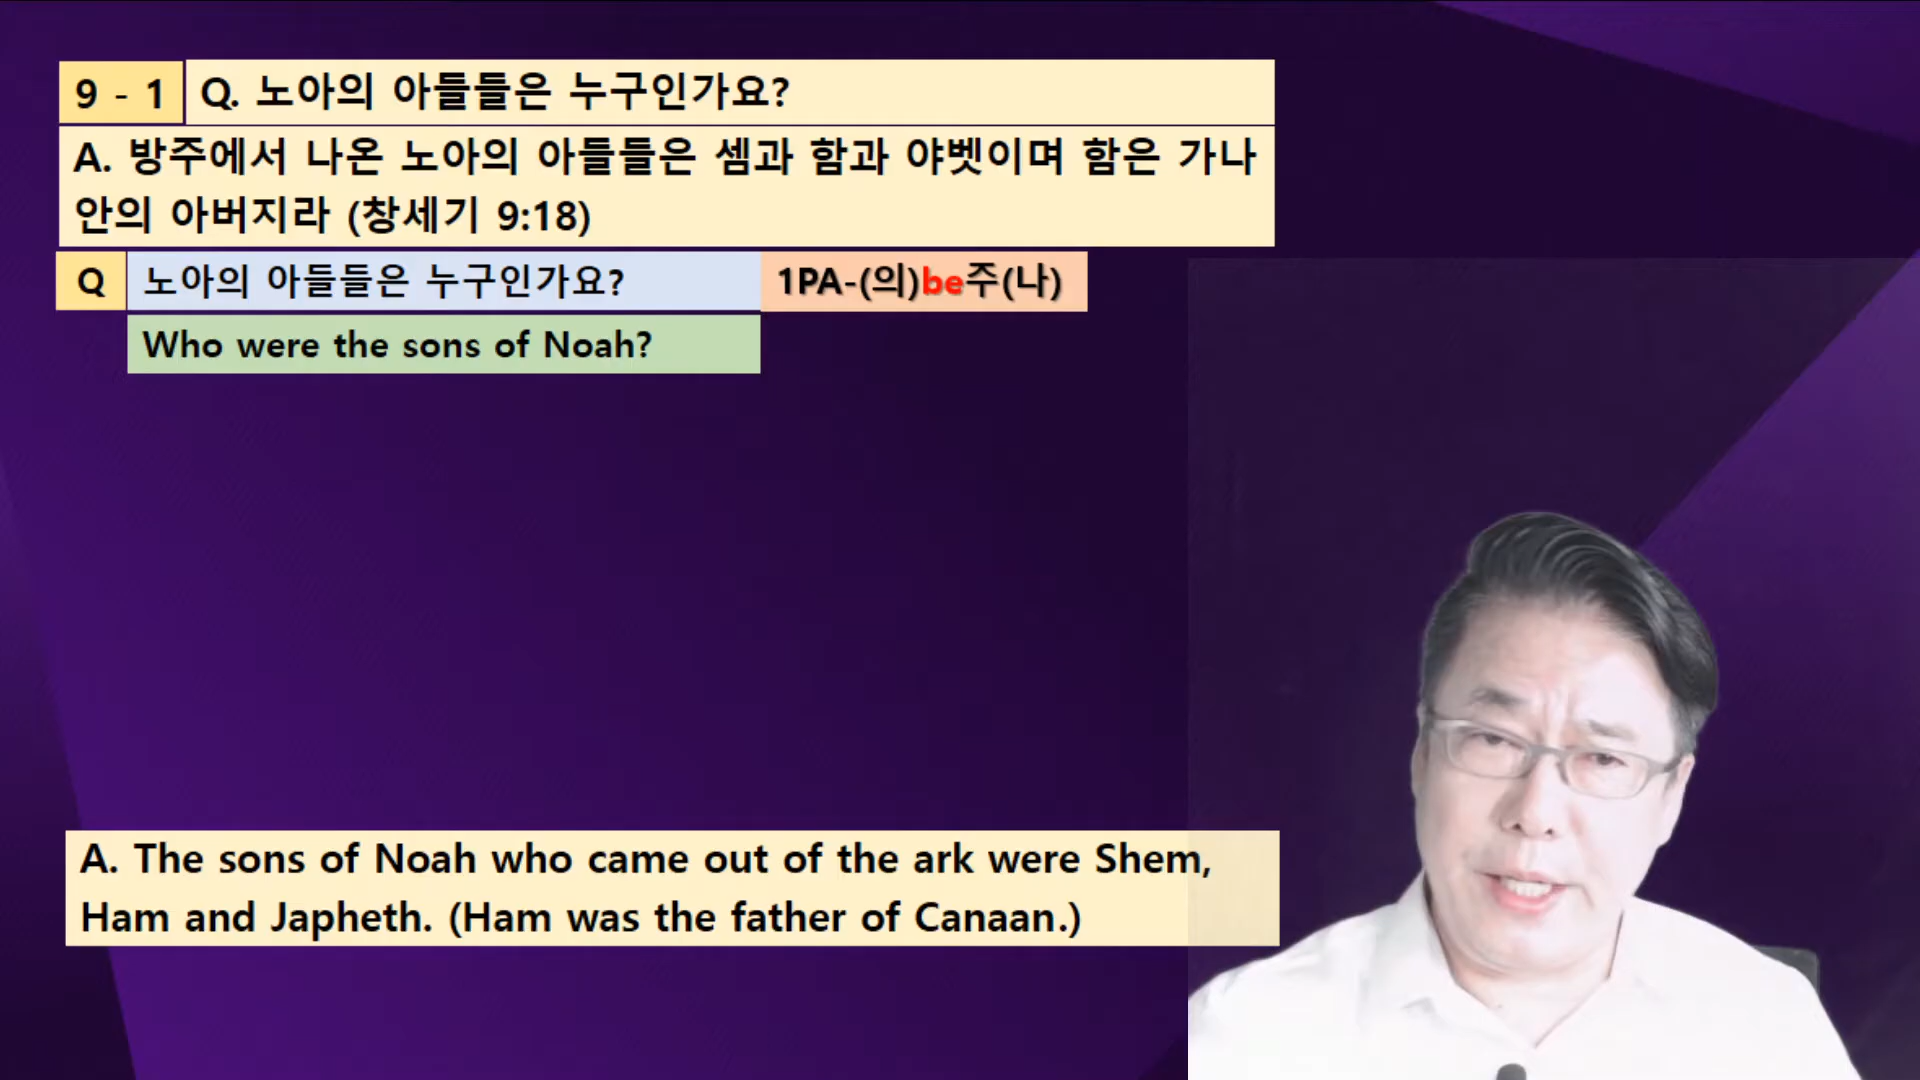 9 - 1 Q. 노아의 아들들은 누구인가요?
A. 방주에서 나온 노아의 아들들은 셈과 함과 야벳이며 함은 가나
안의 아버지라 (창세기 9:18)
Q 노아의 아들들은 누구인가요? 1PA-(의)be주(나)
Who were the sons of Noah?
A. The sons of Noah who came out of the ark were Shem,
Ham and Japheth. (Ham was the father of Canaan.)